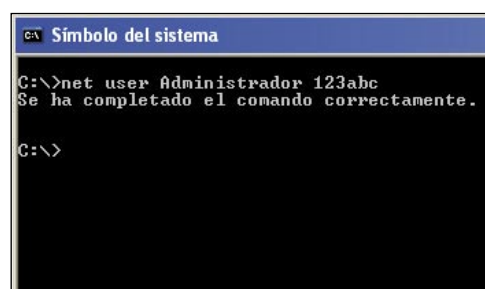 Símbolo del sistema
C:\>net user Administrador 123abc
Se ha completado el comando correctamente.
C:\>